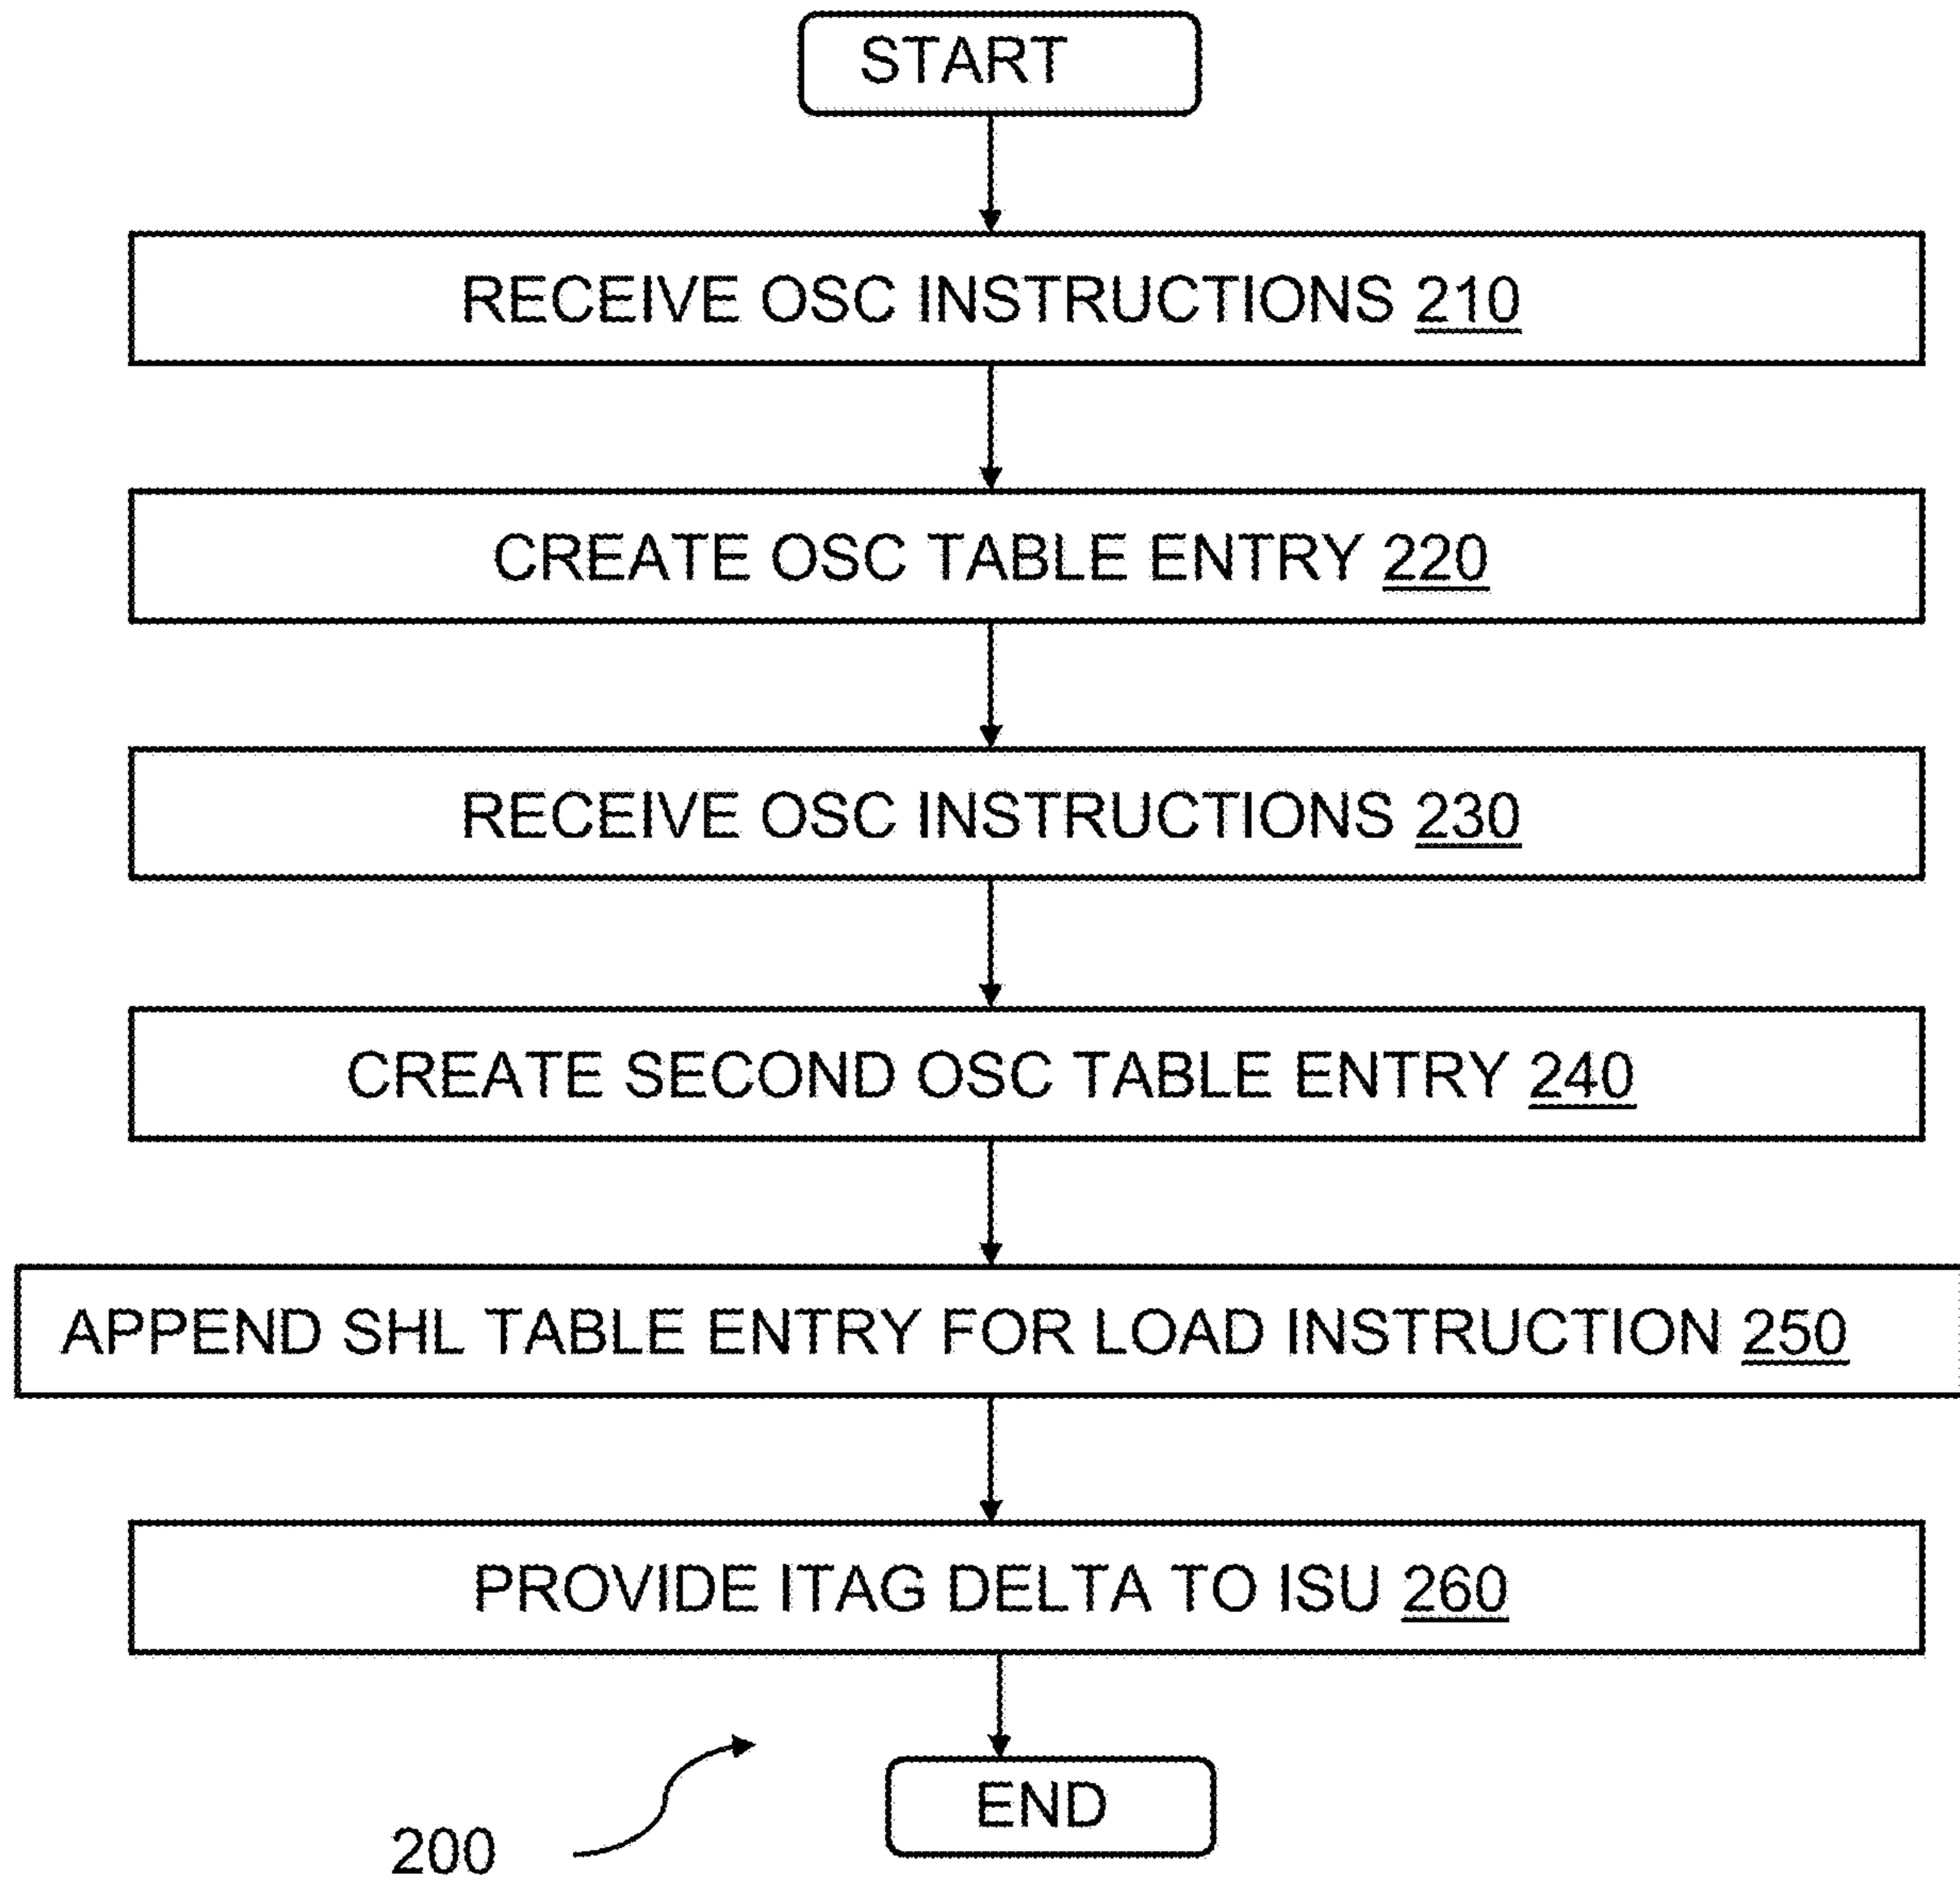 START
RECEIVE OSC INSTRUCTIONS 210
CREATE OSC TABLE ENTRY 220
RECEIVE OSC INSTRUCTIONS 230
CREATE SECOND OSC TABLE ENTRY 240
APPEND SHL TABLE ENTRY FOR LOAD INSTRUCTION 250
PROVIDE ITAG DELTA TO ISU 260
END
200